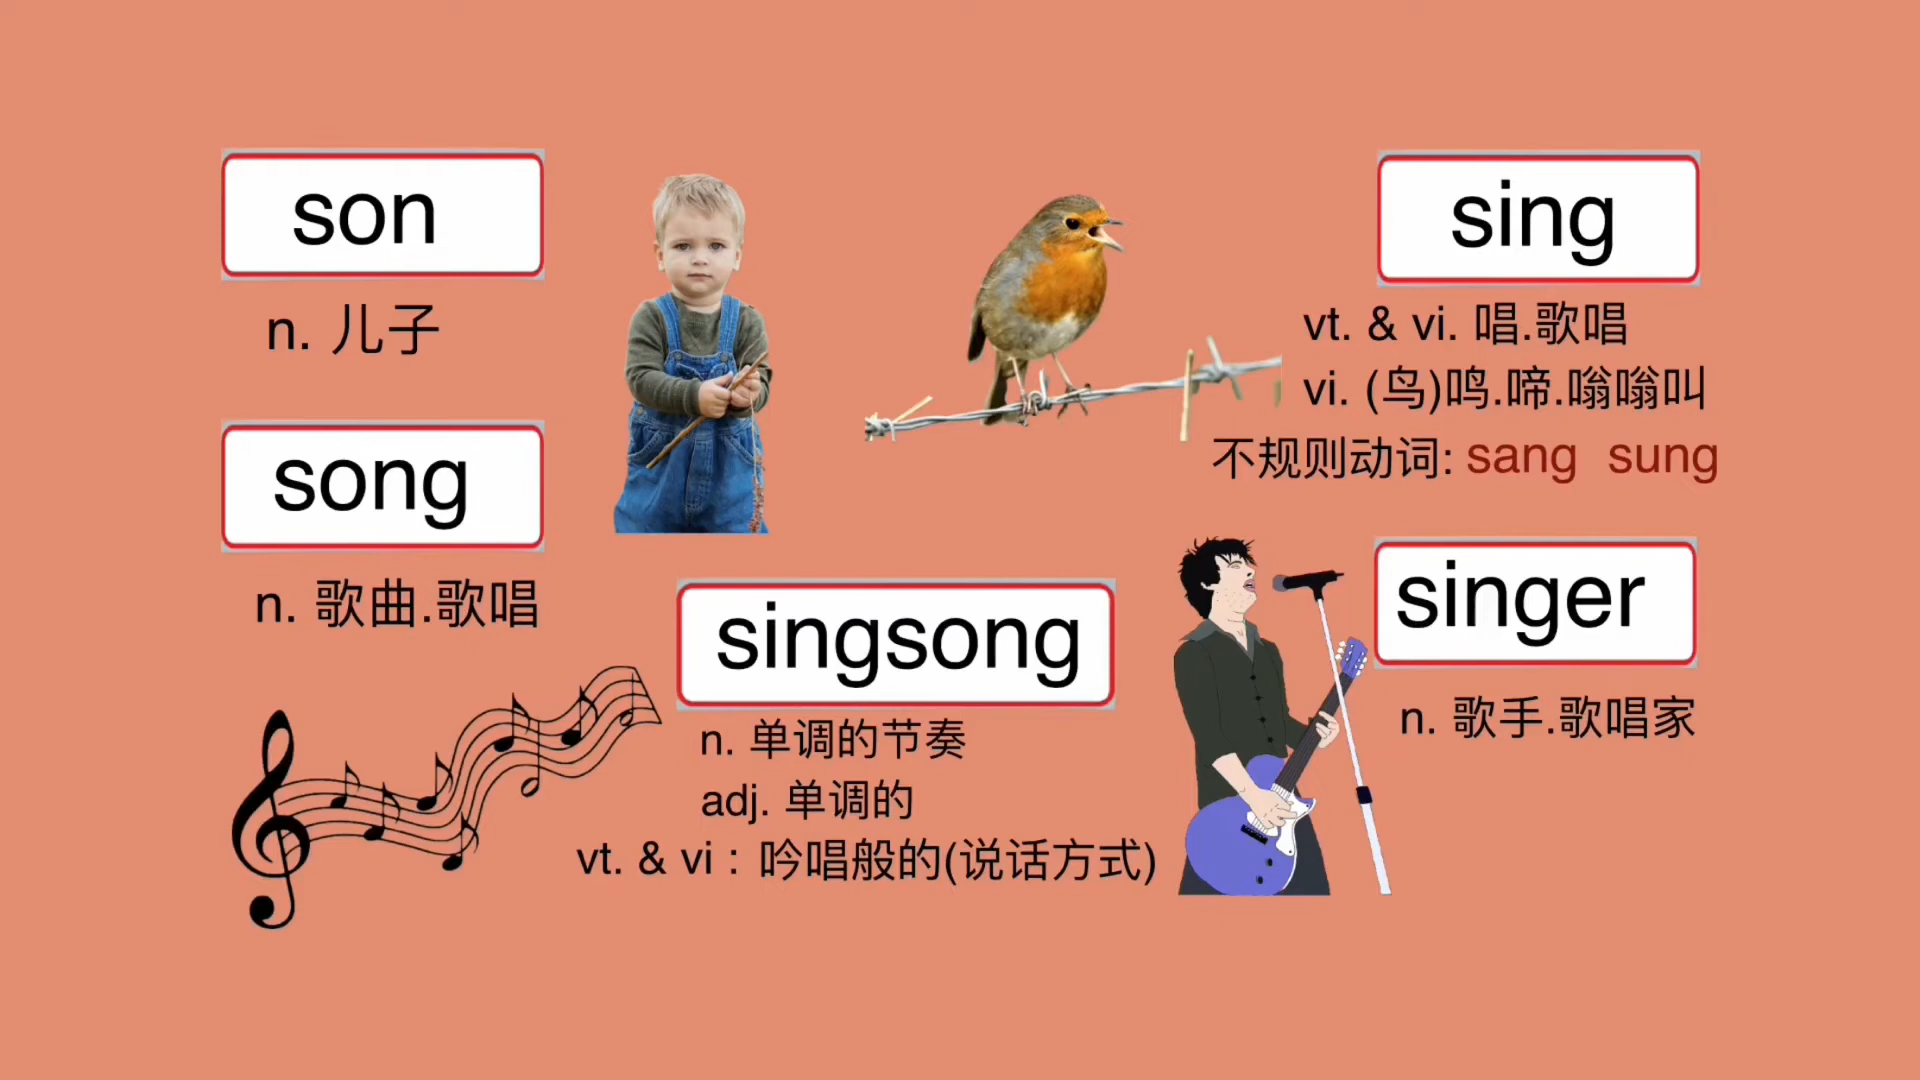 son
n. 儿子
song
n. 歌曲.歌唱
singsong
n. 单调的节奏
adj. 单调的
vt. & vi : 吟唱般的(说话方式)
sing
vt. & vi. 唱.歌唱
vi. (鸟)鸣.啼.嗡嗡叫
不规则动词: sang sung
singer
n. 歌手.歌唱家